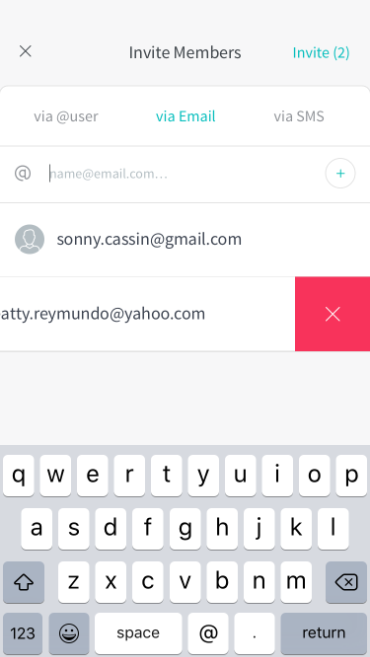 Invite Members Invite (2)
via @user via Email via SMS
@ name@email.com... +
sonny.cassin@gmail.com
atty.reymundo@yahoo.com
q w e r t y u i o p
a s d f g h j k l
z x c v b n m
123 space @ . return